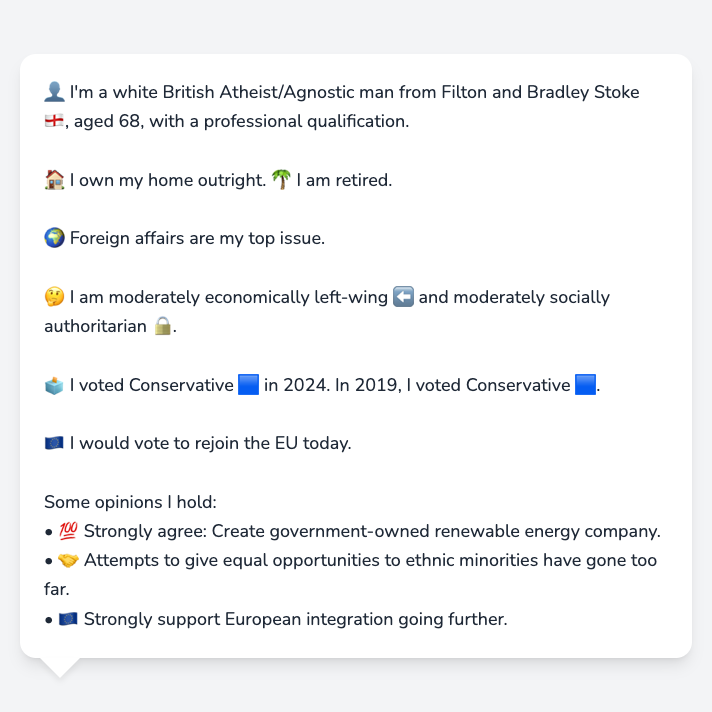 👤 I'm a white British Atheist/Agnostic man from Filton and Bradley Stoke
🏴󠁧󠁢󠁥󠁮󠁧󠁿, aged 68, with a professional qualification.
🏠 I own my home outright. 🌴 I am retired.
🌍 Foreign affairs are my top issue.
🤔 I am moderately economically left-wing ⬅️ and moderately socially
authoritarian 🔒.
🗳️ I voted Conservative 🟦 in 2024. In 2019, I voted Conservative 🟦.
🇪🇺 I would vote to rejoin the EU today.
Some opinions I hold:
• 💯 Strongly agree: Create government-owned renewable energy company.
• 🤝 Attempts to give equal opportunities to ethnic minorities have gone too
far.
• 🇪🇺 Strongly support European integration going further.